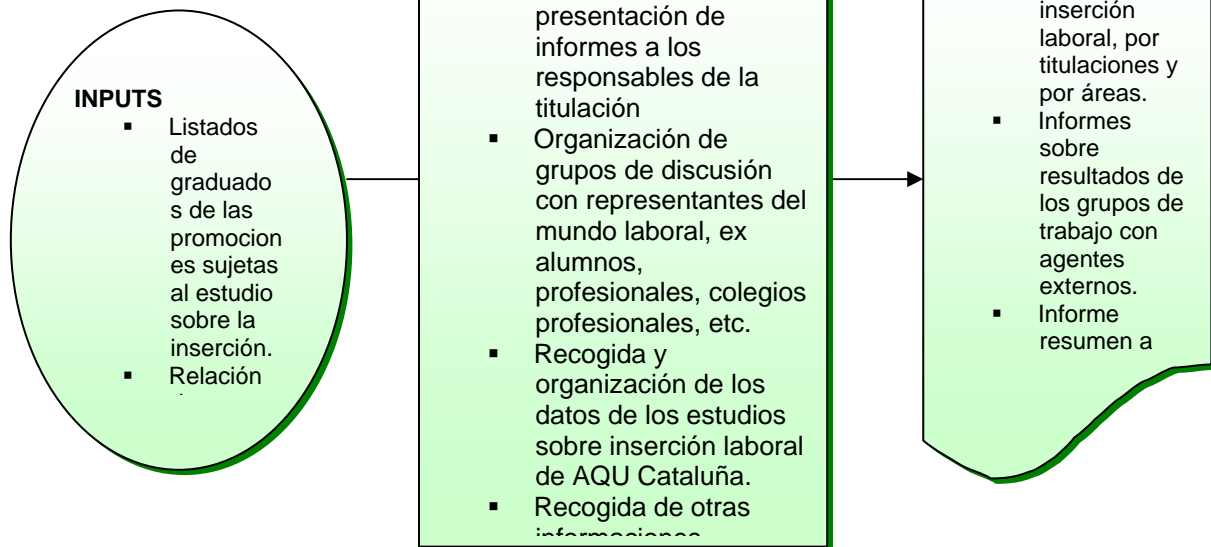 INPUTS
▪ Listados
de
graduado
s de las
promocion
es sujetas
al estudio
sobre la
inserción.
▪ Relación
presentación de
informes a los
responsables de la
titulación
▪ Organización de
grupos de discusión
con representantes del
mundo laboral, ex
alumnos,
profesionales, colegios
profesionales, etc.
▪ Recogida y
organización de los
datos de los estudios
sobre inserción laboral
de AQU Cataluña.
▪ Recogida de otras
informaciones
inserción
laboral, por
titulaciones y
por áreas.
▪ Informes
sobre
resultados de
los grupos de
trabajo con
agentes
externos.
▪ Informe
resumen a